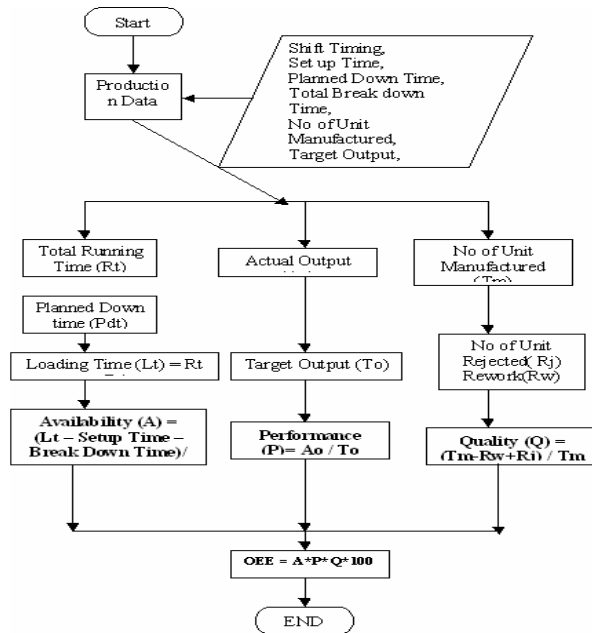 Start
Productio
n Data
Shift Timing,
Set up Time,
Planned Down Time,
Total Break down
Time,
No of Unit
Manufactured,
Target Output,
Total Running
Time (Rt)
Actual Output
No of Unit
Manufactured
(Tm)
Planned Down
time (Pdt)
Loading Time (Lt) = Rt
Target Output (To)
No of Unit
Rejected( Rj)
Rework(Rw)
Availability (A) =
(Lt – Setup Time –
Break Down Time)/
Performance
(P)= Ao / To
Quality (Q) =
(Tm-Rw+Rj) / Tm
OEE = A*P*Q*100
END